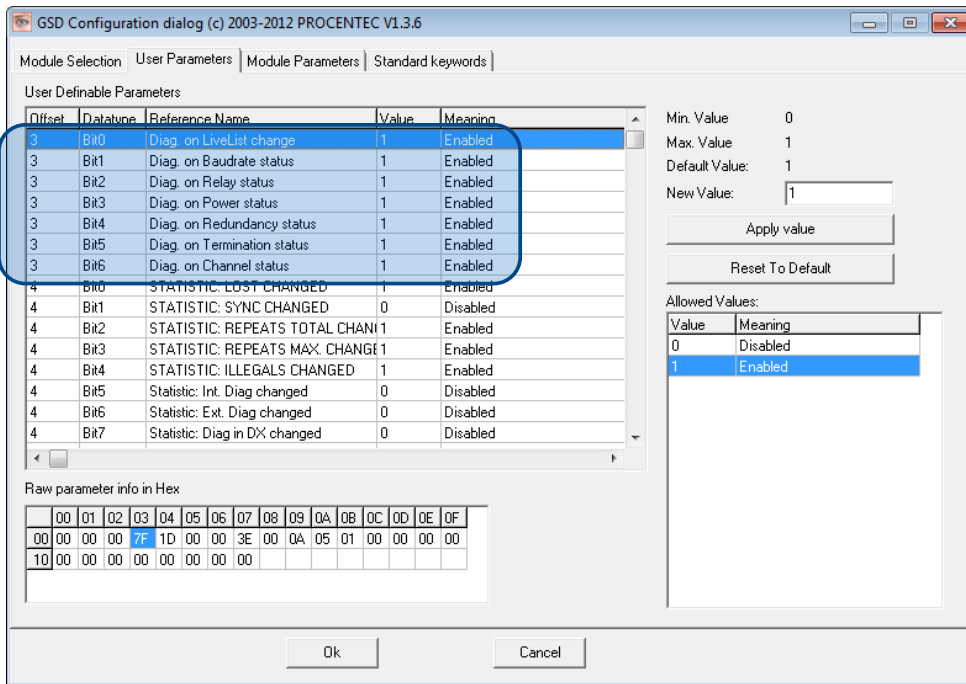 GSD Configuration dialog (c) 2003-2012 PROCENTEC V1.3.6
Module Selection User Parameters Module Parameters Standard keywords
User Definable Parameters
Offset Datatype Reference Name Value Meaning
3 Bit0 Diag. on LiveList change 1 Enabled
3 Bit1 Diag. on Baudrate status 1 Enabled
3 Bit2 Diag. on Relay status 1 Enabled
3 Bit3 Diag. on Power status 1 Enabled
3 Bit4 Diag. on Redundancy status 1 Enabled
3 Bit5 Diag. on Termination status 1 Enabled
3 Bit6 Diag. on Channel status 1 Enabled
4 Bit0 STATISTIC: LOST CHANGED 1 Enabled
4 Bit1 STATISTIC: SYNC CHANGED 0 Disabled
4 Bit2 STATISTIC: REPEATS TOTAL CHAN 1 Enabled
4 Bit3 STATISTIC: REPEATS MAX. CHANGE 1 Enabled
4 Bit4 STATISTIC: ILLEGALS CHANGED 1 Enabled
4 Bit5 Statistic: Int. Diag changed 0 Disabled
4 Bit6 Statistic: Ext. Diag changed 0 Disabled
4 Bit7 Statistic: Diag in DX changed 0 Disabled
Min. Value 0
Max. Value 1
Default Value: 1
New Value: 1
Apply value
Reset To Default
Allowed Values:
Value Meaning
0 Disabled
1 Enabled
Raw parameter info in Hex
00 01 02 03 04 05 06 07 08 09 0A 0B 0C 0D 0E 0F
00 00 00 00 7F 1D 00 00 3E 00 0A 05 01 00 00 00 00
10 00 00 00 00 00 00 00 00
Ok Cancel